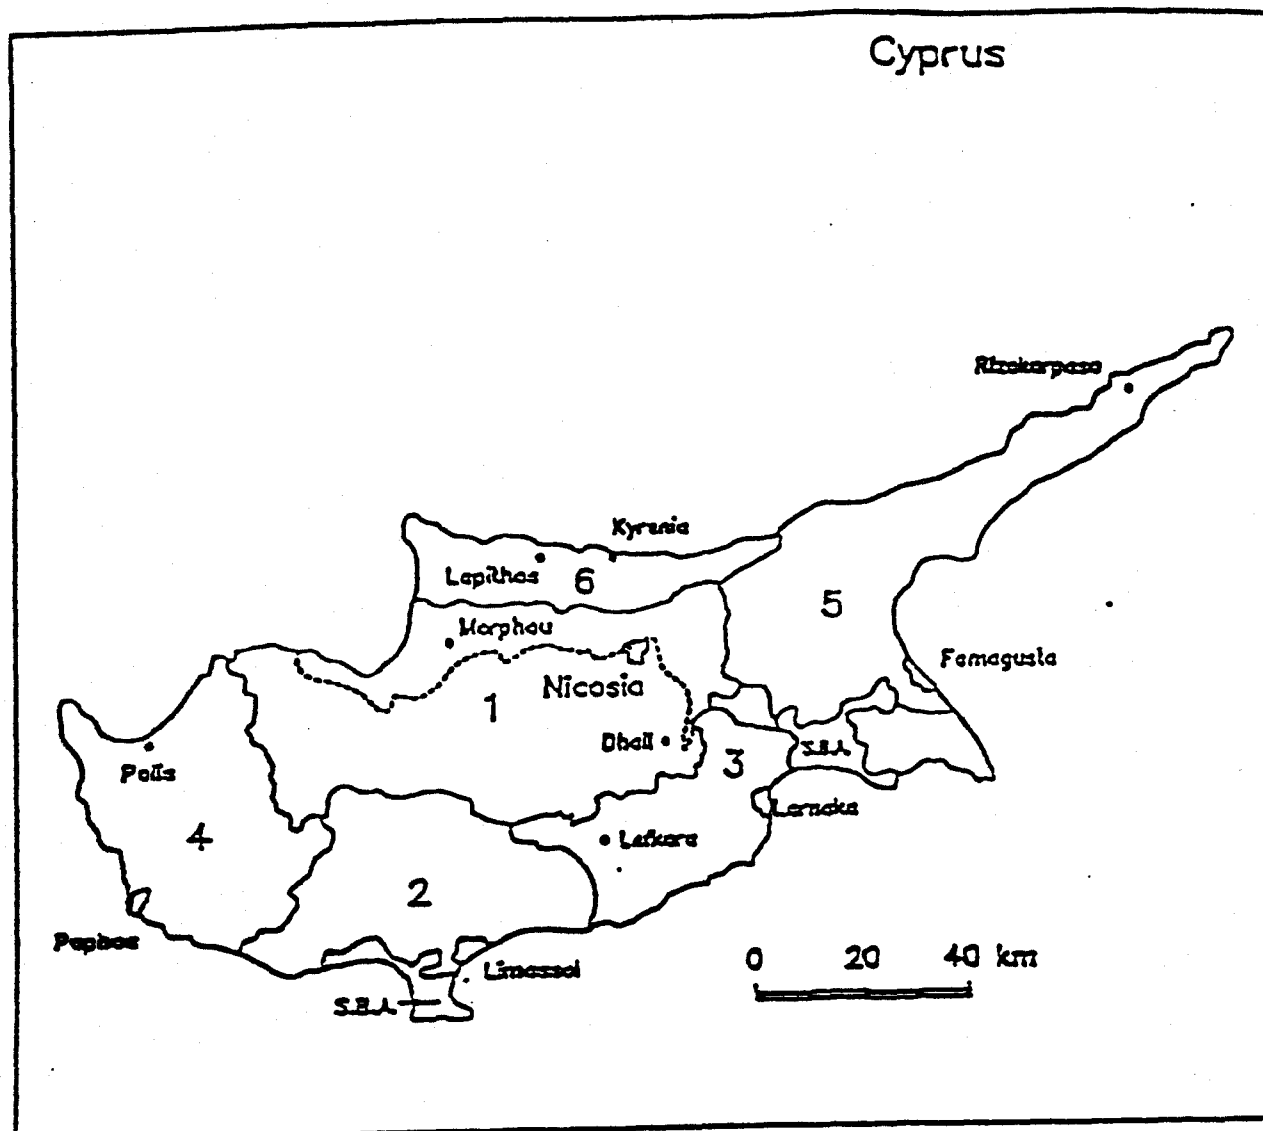 Cyprus
Rizokarpaso
Kyrenia
Lapithos
6
5
Morphou
Famagusta
Nicosia
1
Dhali
3
S.B.A.
Polis
Larnaka
4
Lefkara
2
Paphos
0 20 40 km
Limassol
S.B.A.